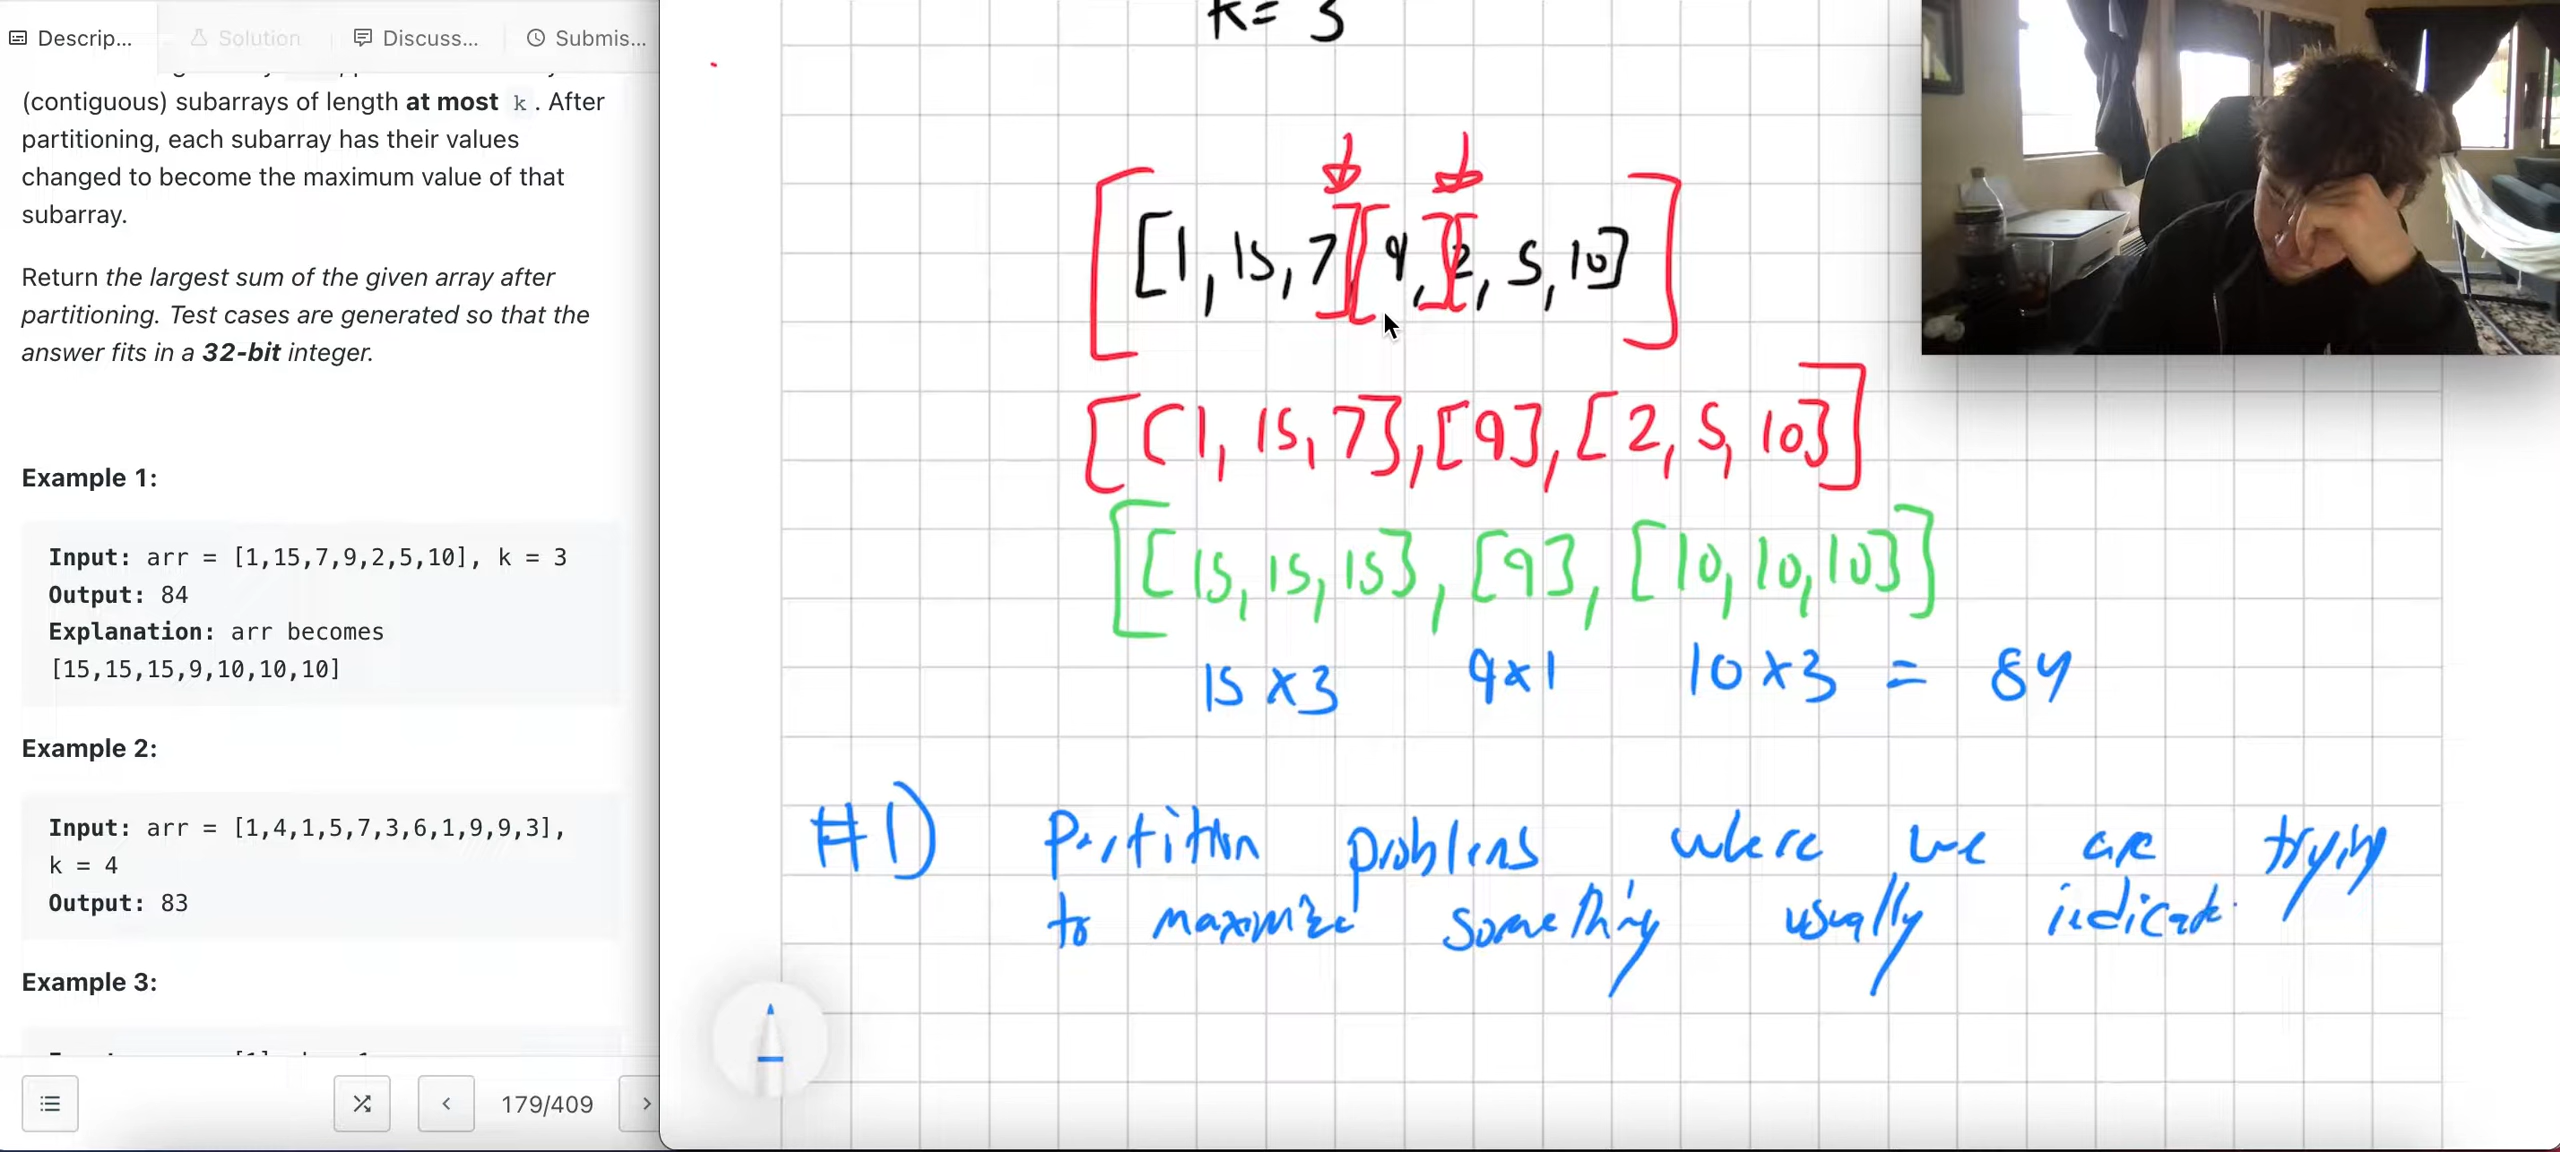 Descrip...
Solution
Discuss...
Submis...
(contiguous) subarrays of length at most k . After
partitioning, each subarray has their values
changed to become the maximum value of that
subarray.
Return the largest sum of the given array after
partitioning. Test cases are generated so that the
answer fits in a 32-bit integer.
Example 1:
Input: arr = [1,15,7,9,2,5,10], k = 3
Output: 84
Explanation: arr becomes
[15,15,15,9,10,10,10]
Example 2:
Input: arr = [1,4,1,5,7,3,6,1,9,9,3],
k = 4
Output: 83
Example 3:
179/409
k = 3
[[1, 15, 7][9,][2, 5, 10]]
[[1, 15, 7], [9], [2, 5, 10]]
[[15, 15, 15], [9], [10, 10, 10]]
15 x 3 9 x 1 10 x 3 = 84
#1) Partition problems where we are trying
to maximize something usually indicate